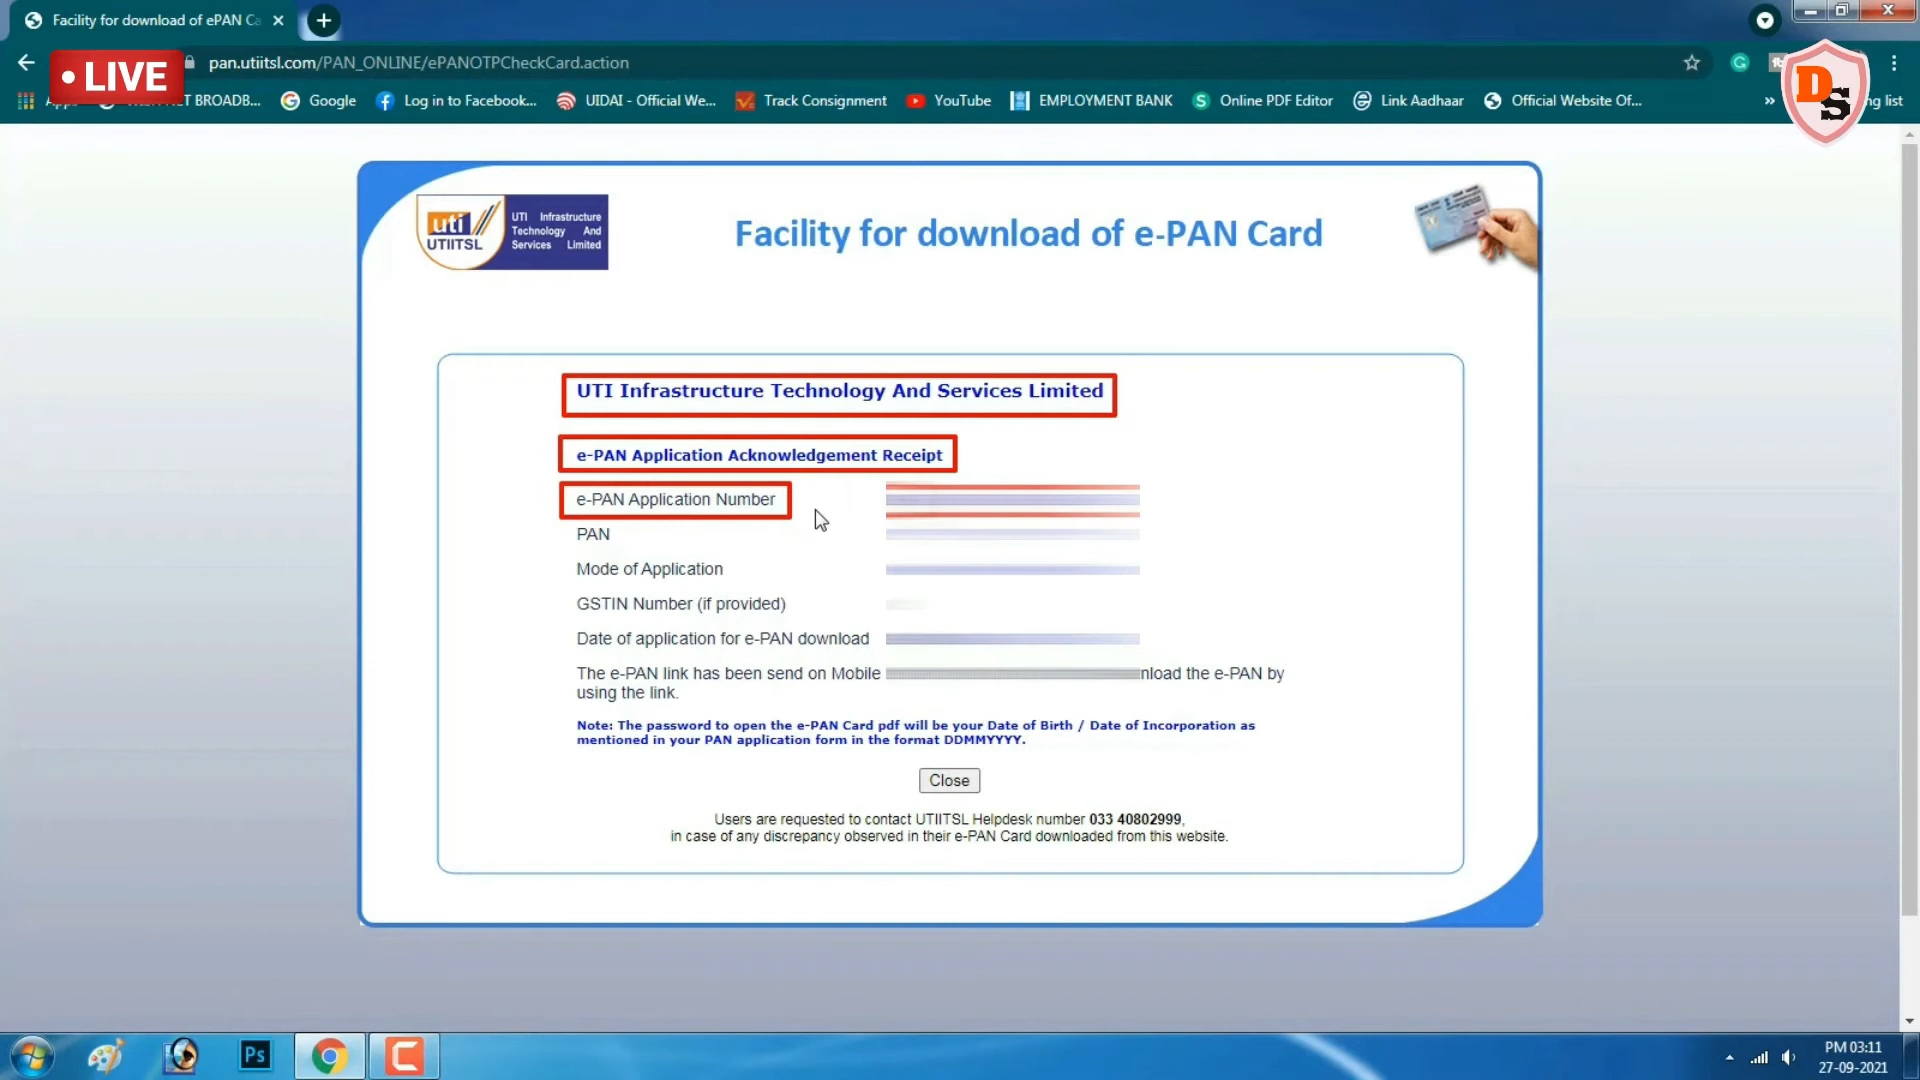 Facility for download of ePAN Ca
LIVE
pan.utiitsl.com/PAN_ONLINE/ePANOTPCheckCard.action
BROADB...
Google
Log in to Facebook...
UIDAI - Official We...
Track Consignment
YouTube
EMPLOYMENT BANK
Online PDF Editor
Link Aadhaar
Official Website Of...
»
ng list
DS
uti
UTIITSL
UTI Infrastructure
Technology And
Services Limited
Facility for download of e-PAN Card
UTI Infrastructure Technology And Services Limited
e-PAN Application Acknowledgement Receipt
e-PAN Application Number
PAN
Mode of Application
GSTIN Number (if provided)
Date of application for e-PAN download
The e-PAN link has been send on Mobile nload the e-PAN by
using the link.
Note: The password to open the e-PAN Card pdf will be your Date of Birth / Date of Incorporation as
mentioned in your PAN application form in the format DDMMYYYY.
Close
Users are requested to contact UTIITSL Helpdesk number 033 40802999,
in case of any discrepancy observed in their e-PAN Card downloaded from this website.
Ps
PM 03:11
27-09-2021